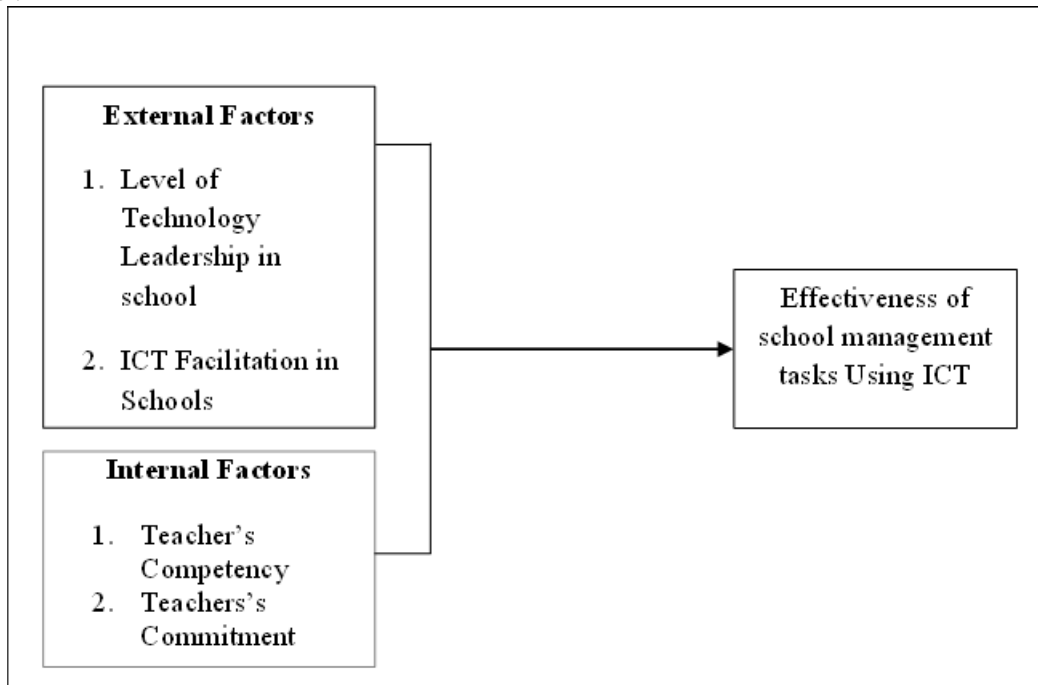 External Factors
1. Level of
Technology
Leadership in
school
2. ICT Facilitation in
Schools
Internal Factors
1. Teacher's
Competency
2. Teachers's
Commitment
Effectiveness of
school management
tasks Using ICT